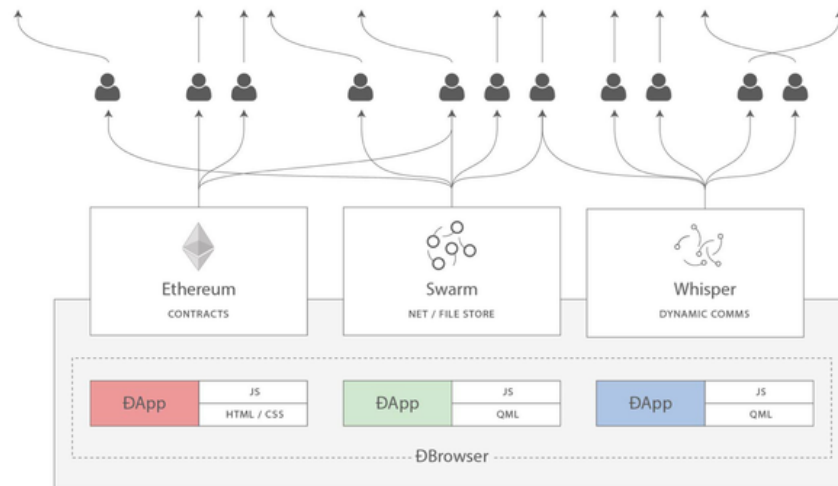 Ethereum
CONTRACTS
Swarm
NET / FILE STORE
Whisper
DYNAMIC COMMS
ĐApp
JS
HTML / CSS
ĐApp
JS
QML
ĐApp
JS
QML
ĐBrowser